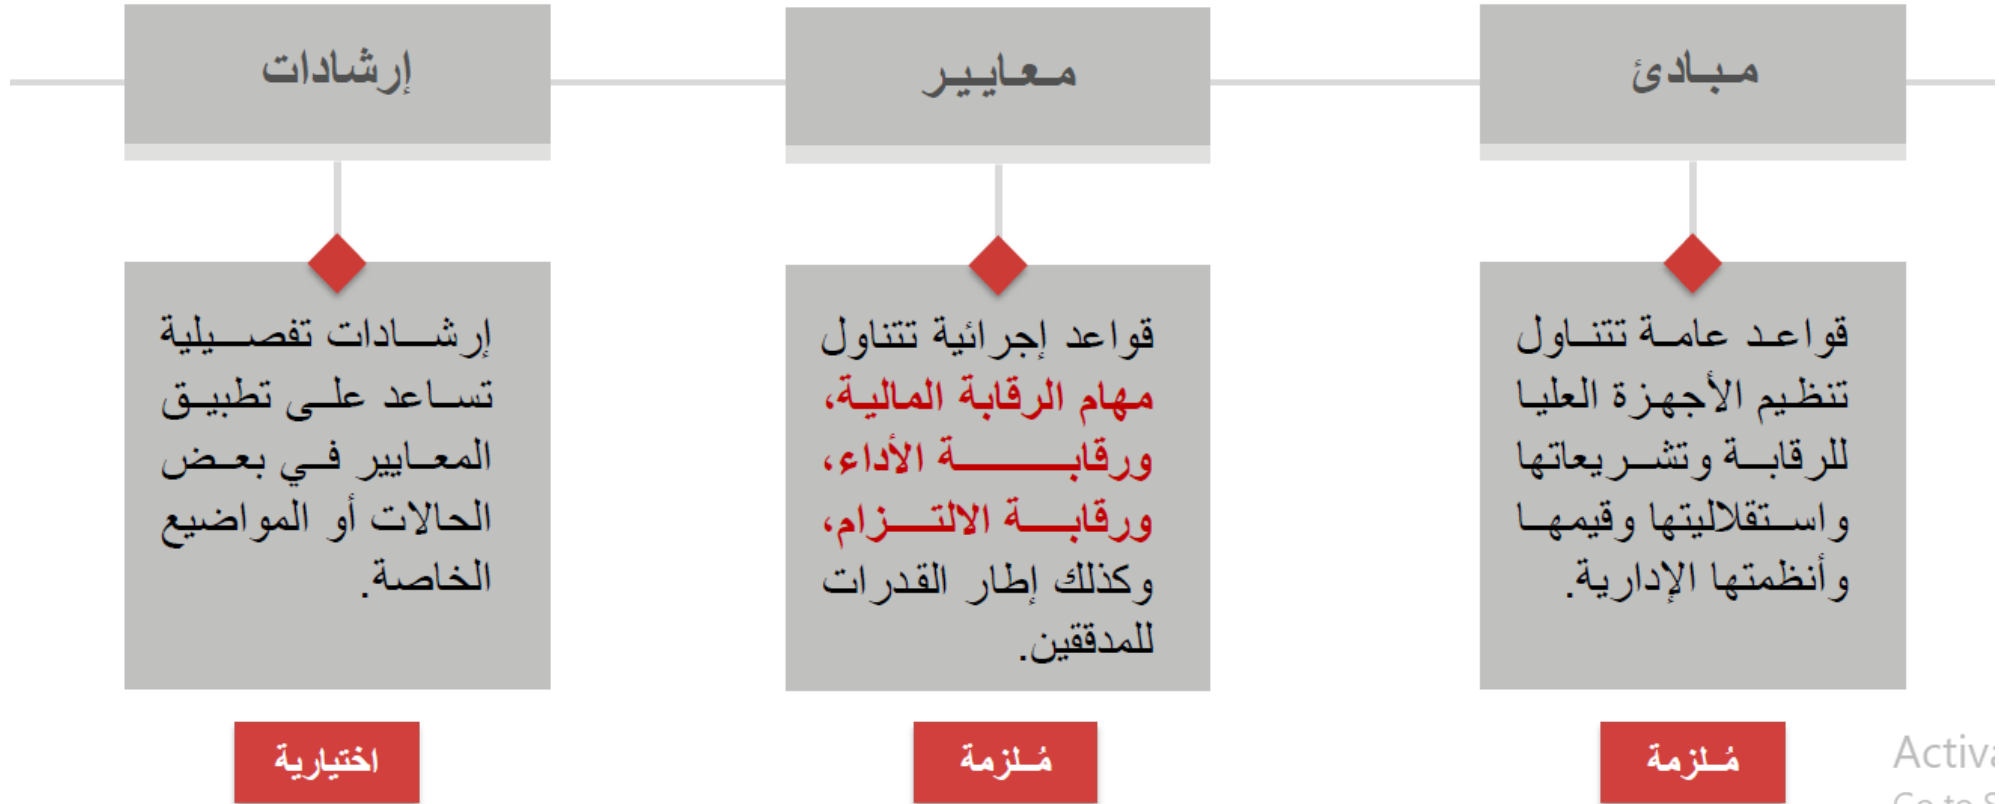 مبادئ
معايير
إرشادات
قواعد عامة تتناول
تنظيم الأجهزة العليا
للرقابة وتشريعاتها
واستقلاليتها وقيمها
وأنظمتها الإدارية.
قواعد إجرائية تتناول
مهام الرقابة المالية،
ورقابة الأداء،
ورقابة الالتزام،
وكذلك إطار القدرات
للمدققين.
إرشادات تفصيلية
تساعد على تطبيق
المعايير في بعض
الحالات أو المواضيع
الخاصة.
مُلزمة
مُلزمة
اختيارية
Activa